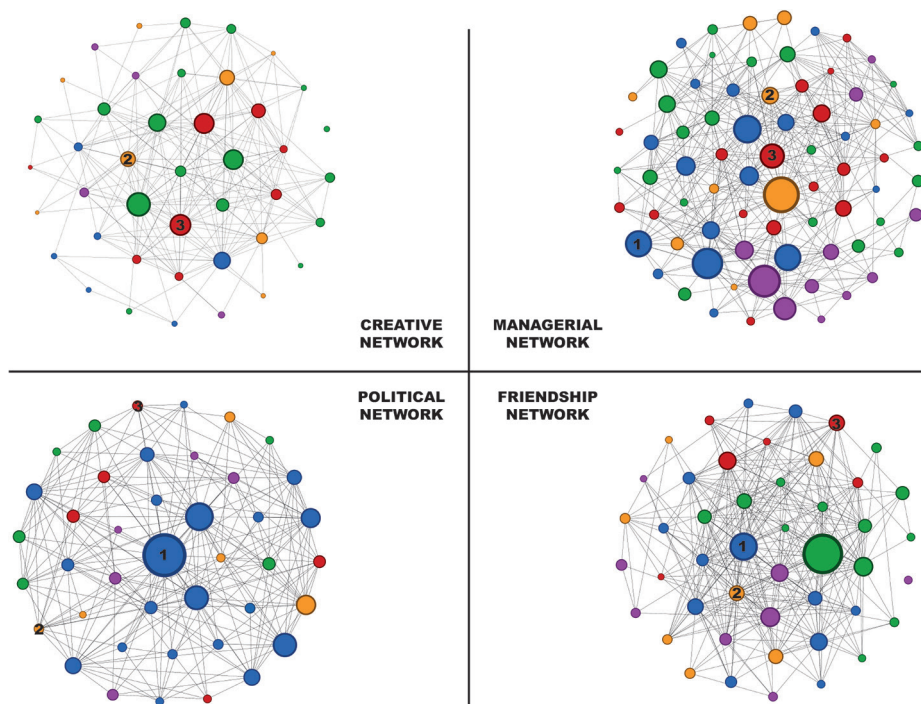 2
3
CREATIVE
NETWORK
2
3
1
MANAGERIAL
NETWORK
3
1
2
POLITICAL
NETWORK
3
1
2
FRIENDSHIP
NETWORK